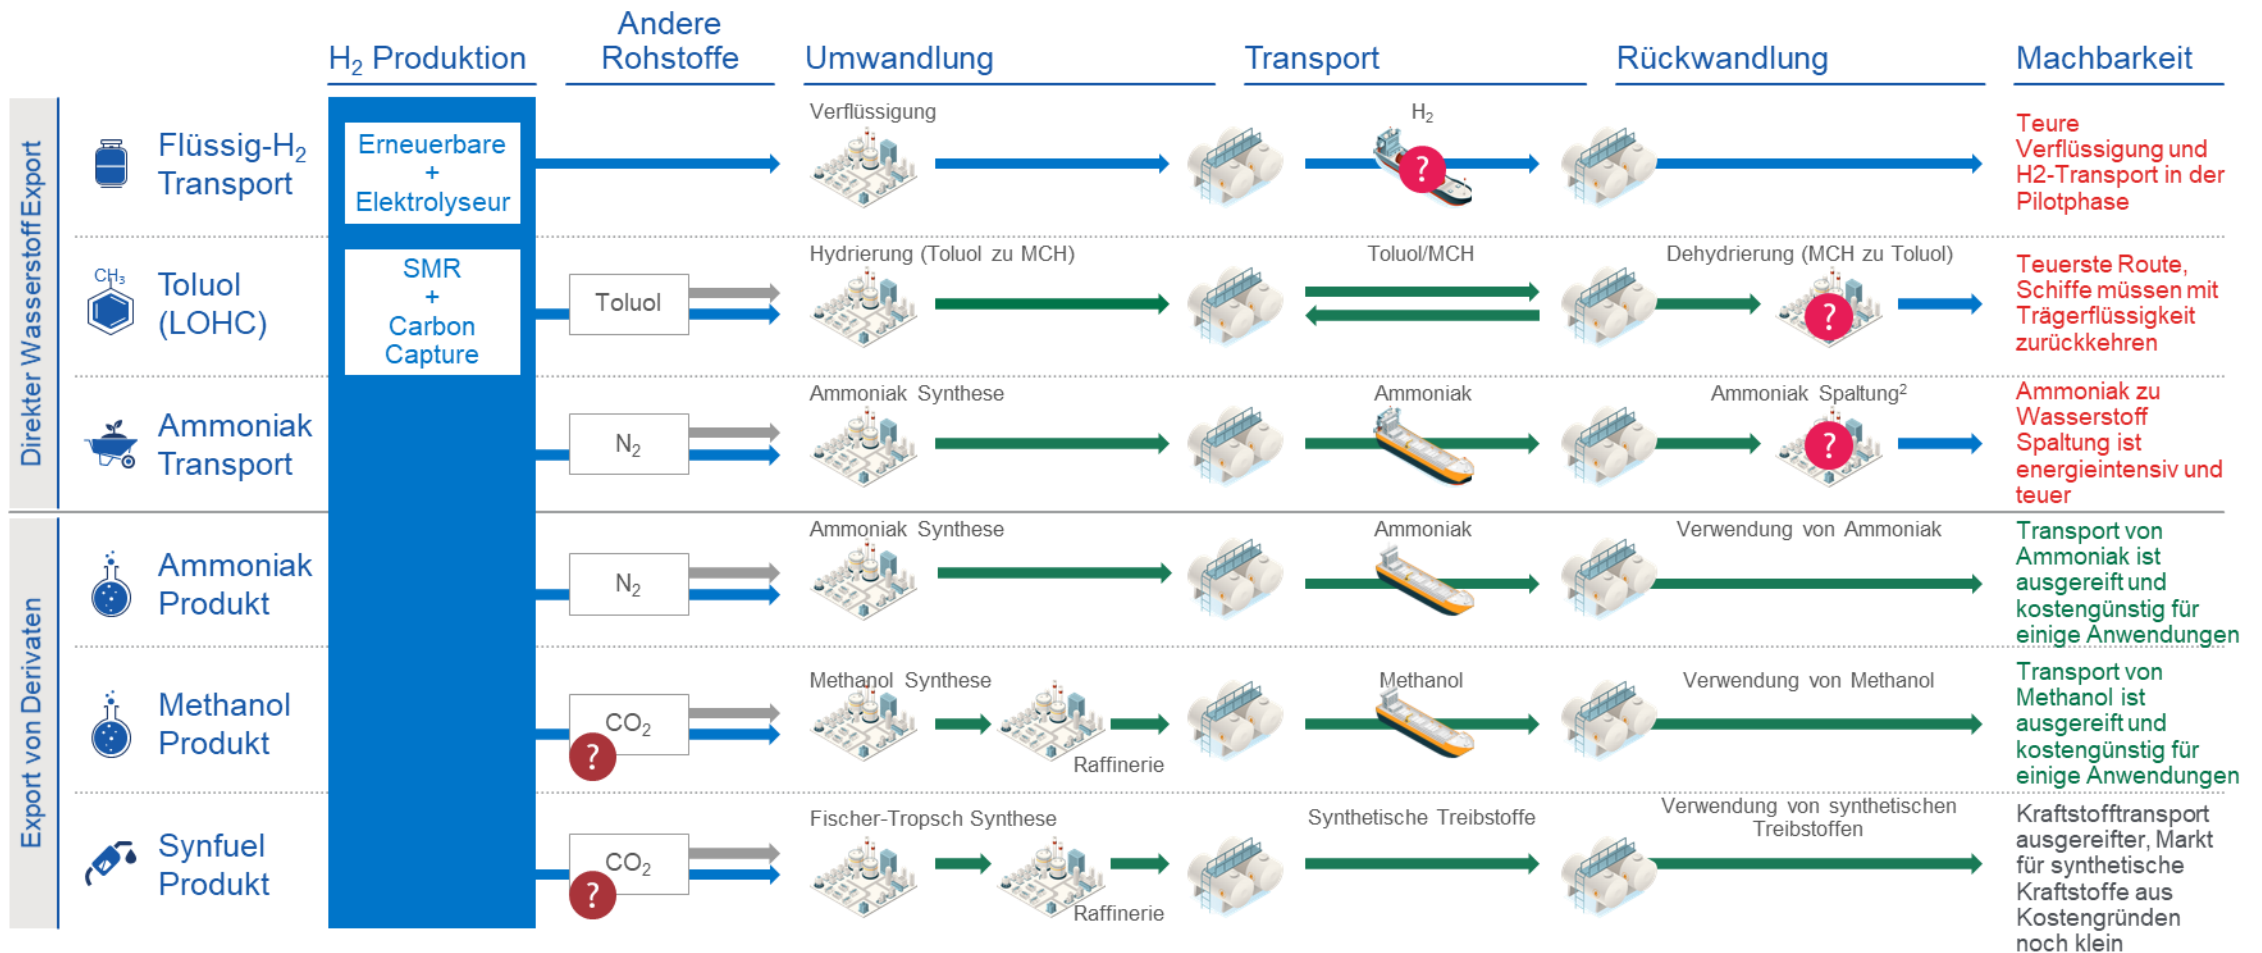 H2 Produktion
Andere
Rohstoffe
Umwandlung
Transport
Rückwandlung
Machbarkeit
Direkter Wasserstoff Export
Flüssig-H2
Transport
Erneuerbare
+
Elektrolyseur
Verflüssigung
H2
?
Teure
Verflüssigung und
H2-Transport in der
Pilotphase
CH3
Toluol
(LOHC)
SMR
+
Carbon
Capture
Toluol
Hydrierung (Toluol zu MCH)
Toluol/MCH
Dehydrierung (MCH zu Toluol)
?
Teuerste Route,
Schiffe müssen mit
Trägerflüssigkeit
zurückkehren
Ammoniak
Transport
N2
Ammoniak Synthese
Ammoniak
Ammoniak Spaltung2
?
Ammoniak zu
Wasserstoff
Spaltung ist
energieintensiv und
teuer
Export von Derivaten
Ammoniak
Produkt
N2
Ammoniak Synthese
Ammoniak
Verwendung von Ammoniak
Transport von
Ammoniak ist
ausgereift und
kostengünstig für
einige Anwendungen
Methanol
Produkt
CO2
?
Methanol Synthese
Raffinerie
Methanol
Verwendung von Methanol
Transport von
Methanol ist
ausgereift und
kostengünstig für
einige Anwendungen
Synfuel
Produkt
CO2
?
Fischer-Tropsch Synthese
Raffinerie
Synthetische Treibstoffe
Verwendung von synthetischen
Treibstoffen
Kraftstofftransport
ausgereifter, Markt
für synthetische
Kraftstoffe aus
Kostengründen
noch klein